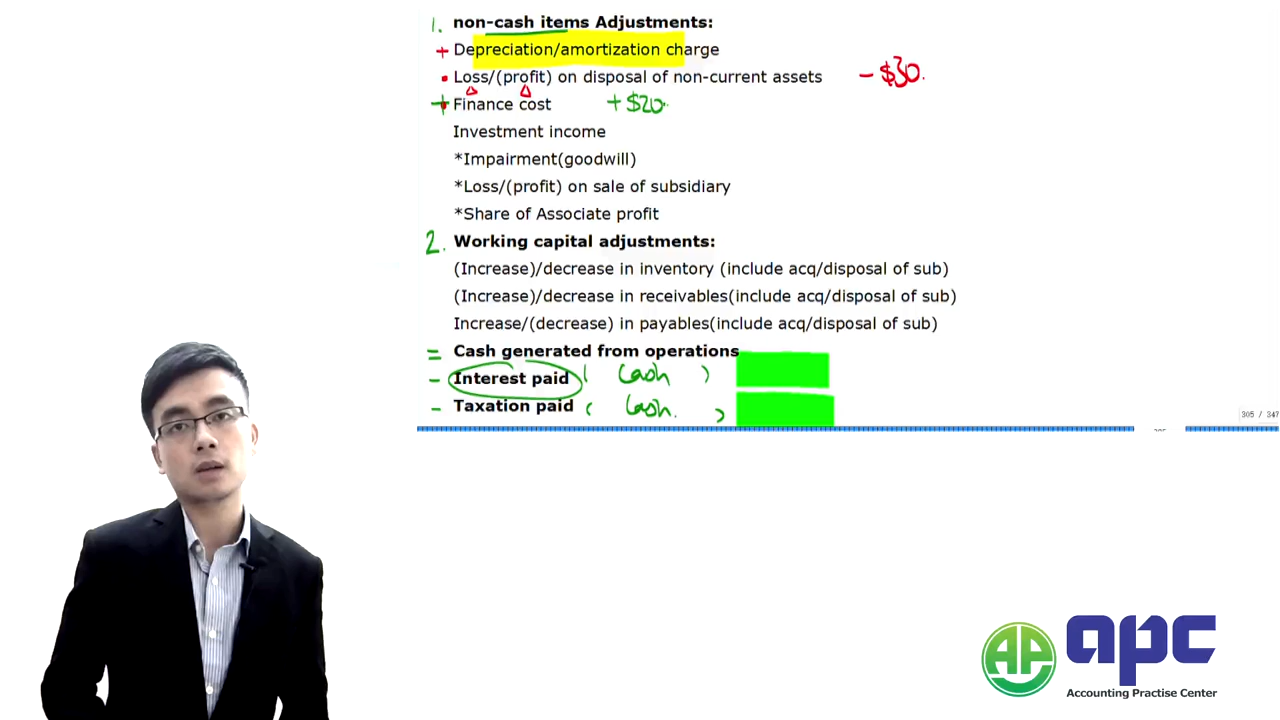 1. non-cash items Adjustments:
+ Depreciation/amortization charge
Loss/(profit) on disposal of non-current assets - $30.
+ Finance cost + $20
Investment income
*Impairment(goodwill)
*Loss/(profit) on sale of subsidiary
*Share of Associate profit
2. Working capital adjustments:
(Increase)/decrease in inventory (include acq/disposal of sub)
(Increase)/decrease in receivables(include acq/disposal of sub)
Increase/(decrease) in payables(include acq/disposal of sub)
= Cash generated from operations
- Interest paid ( Cash )
- Taxation paid ( Cash. )
305 / 347
AP
apc
Accounting Practise Center